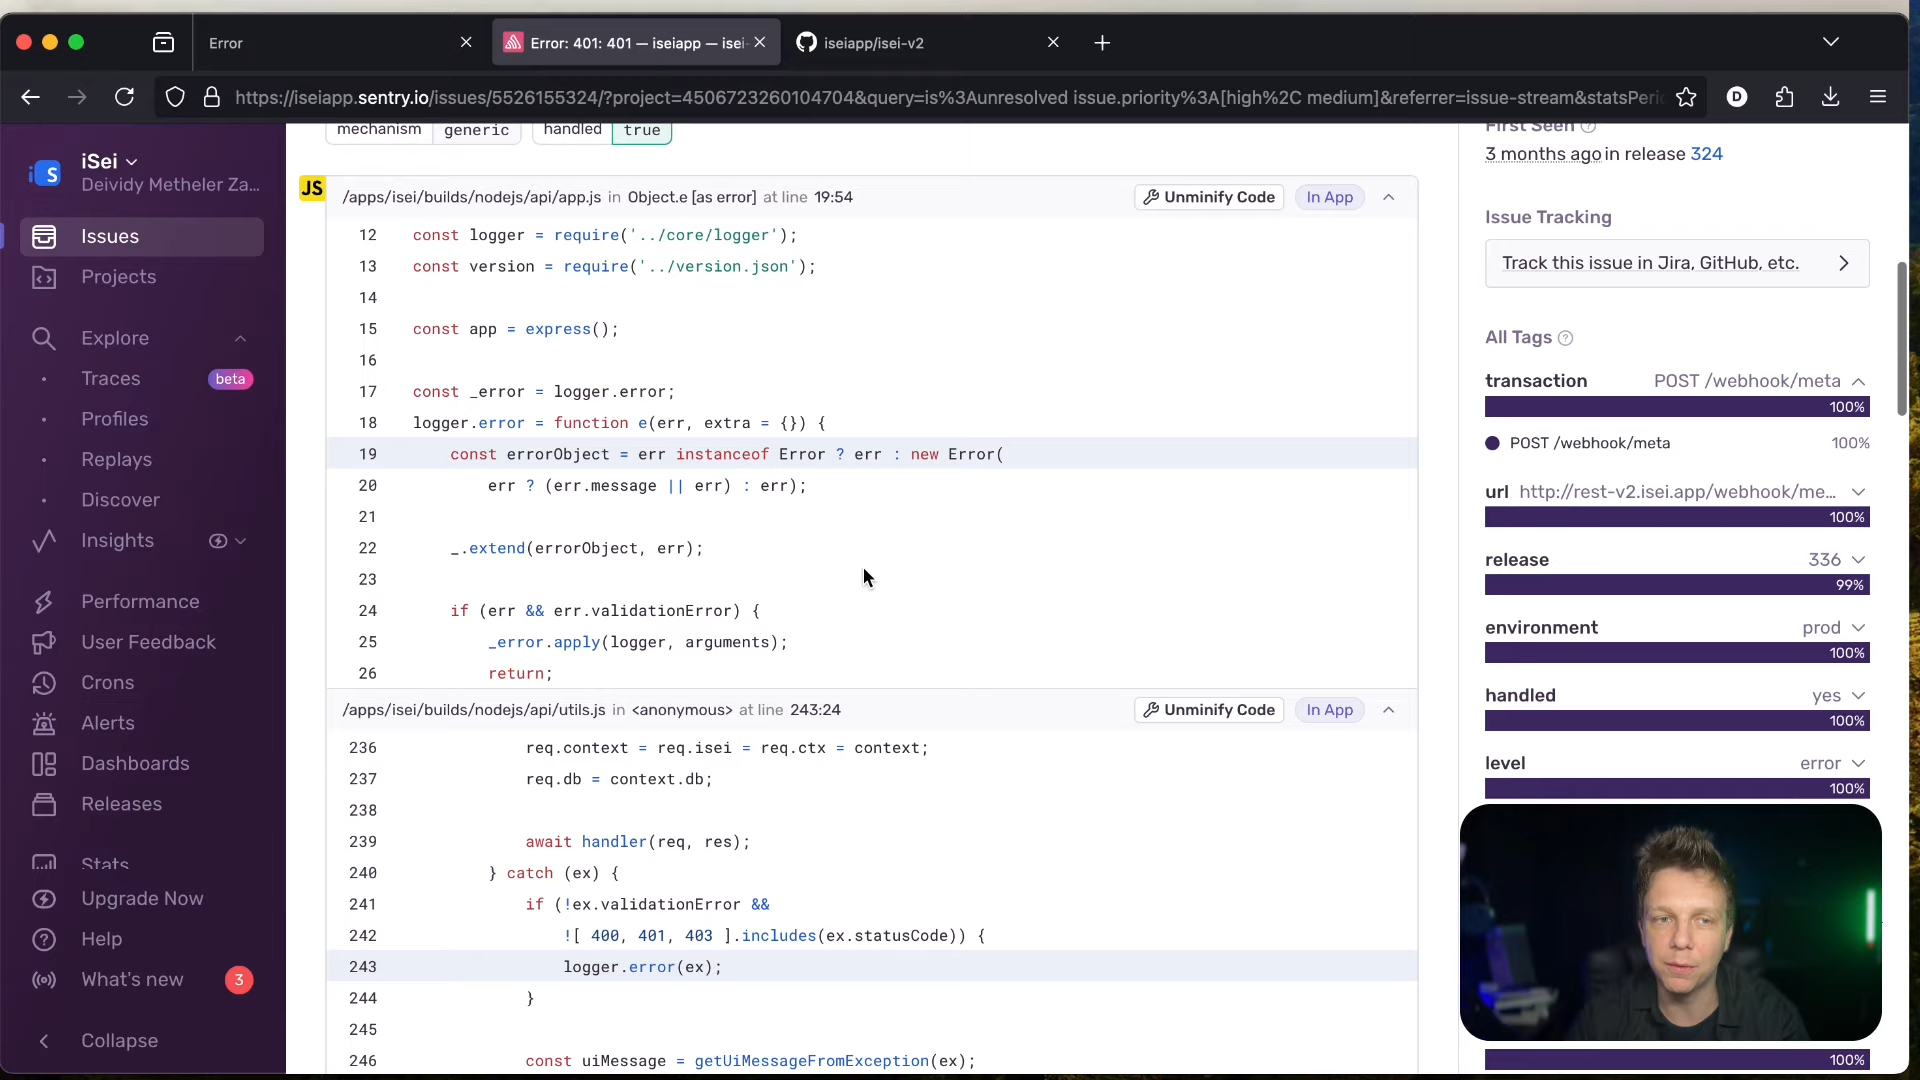 Error
Error: 401: 401 — iseiapp — isei-
iseiapp/isei-v2
https://iseiapp.sentry.io/issues/5526155324/?project=4506723260104704&query=is%3Aunresolved issue.priority%3A[high%2C medium]&referrer=issue-stream&statsPeri
D
iSei
Deividy Metheler Za...
Issues
Projects
Explore
Traces
beta
Profiles
Replays
Discover
Insights
Performance
User Feedback
Crons
Alerts
Dashboards
Releases
Stats
Upgrade Now
Help
What's new
3
Collapse
mechanism generic handled true
JS
/apps/isei/builds/nodejs/api/app.js in Object.e [as error] at line 19:54
Unminify Code
In App
12 const logger = require('../core/logger');
13 const version = require('../version.json');
14
15 const app = express();
16
17 const _error = logger.error;
18 logger.error = function e(err, extra = {}) {
19 const errorObject = err instanceof Error ? err : new Error(
20 err ? (err.message || err) : err);
21
22 _.extend(errorObject, err);
23
24 if (err && err.validationError) {
25 _error.apply(logger, arguments);
26 return;
/apps/isei/builds/nodejs/api/utils.js in <anonymous> at line 243:24
Unminify Code
In App
236 req.context = req.isei = req.ctx = context;
237 req.db = context.db;
238
239 await handler(req, res);
240 } catch (ex) {
241 if (!ex.validationError &&
242 ![ 400, 401, 403 ].includes(ex.statusCode)) {
243 logger.error(ex);
244 }
245
246 const uiMessage = getUiMessageFromException(ex);
First Seen
3 months ago in release 324
Issue Tracking
Track this issue in Jira, GitHub, etc.
All Tags
transaction POST /webhook/meta
100%
POST /webhook/meta 100%
url http://rest-v2.isei.app/webhook/me...
100%
release 336
99%
environment prod
100%
handled yes
100%
level error
100%
100%